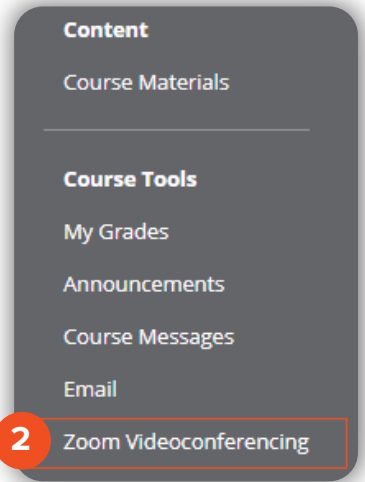 Content
Course Materials
Course Tools
My Grades
Announcements
Course Messages
Email
2 Zoom Videoconferencing